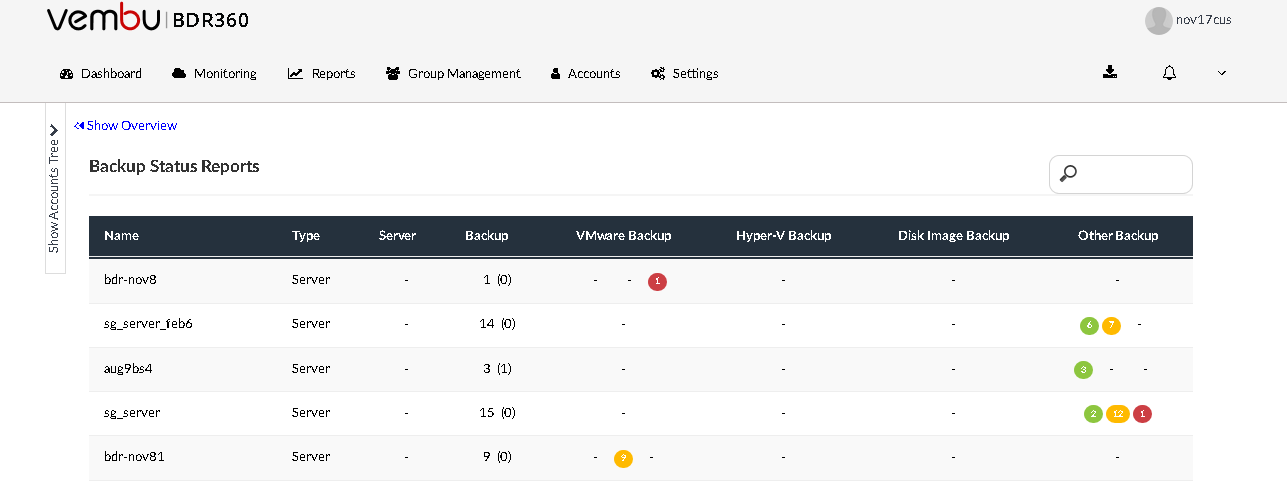 vembu | BDR360
nov17cus
Dashboard Monitoring Reports Group Management Accounts Settings
Show Overview
Show Accounts Tree
Backup Status Reports
Name Type Server Backup VMware Backup Hyper-V Backup Disk Image Backup Other Backup
bdr-nov8 Server - 1 (0) - - 1 - - -
sg_server_feb6 Server - 14 (0) - - - 6 7 -
aug9bs4 Server - 3 (1) - - - 3 - -
sg_server Server - 15 (0) - - - 2 12 1
bdr-nov81 Server - 9 (0) - 9 - - - -